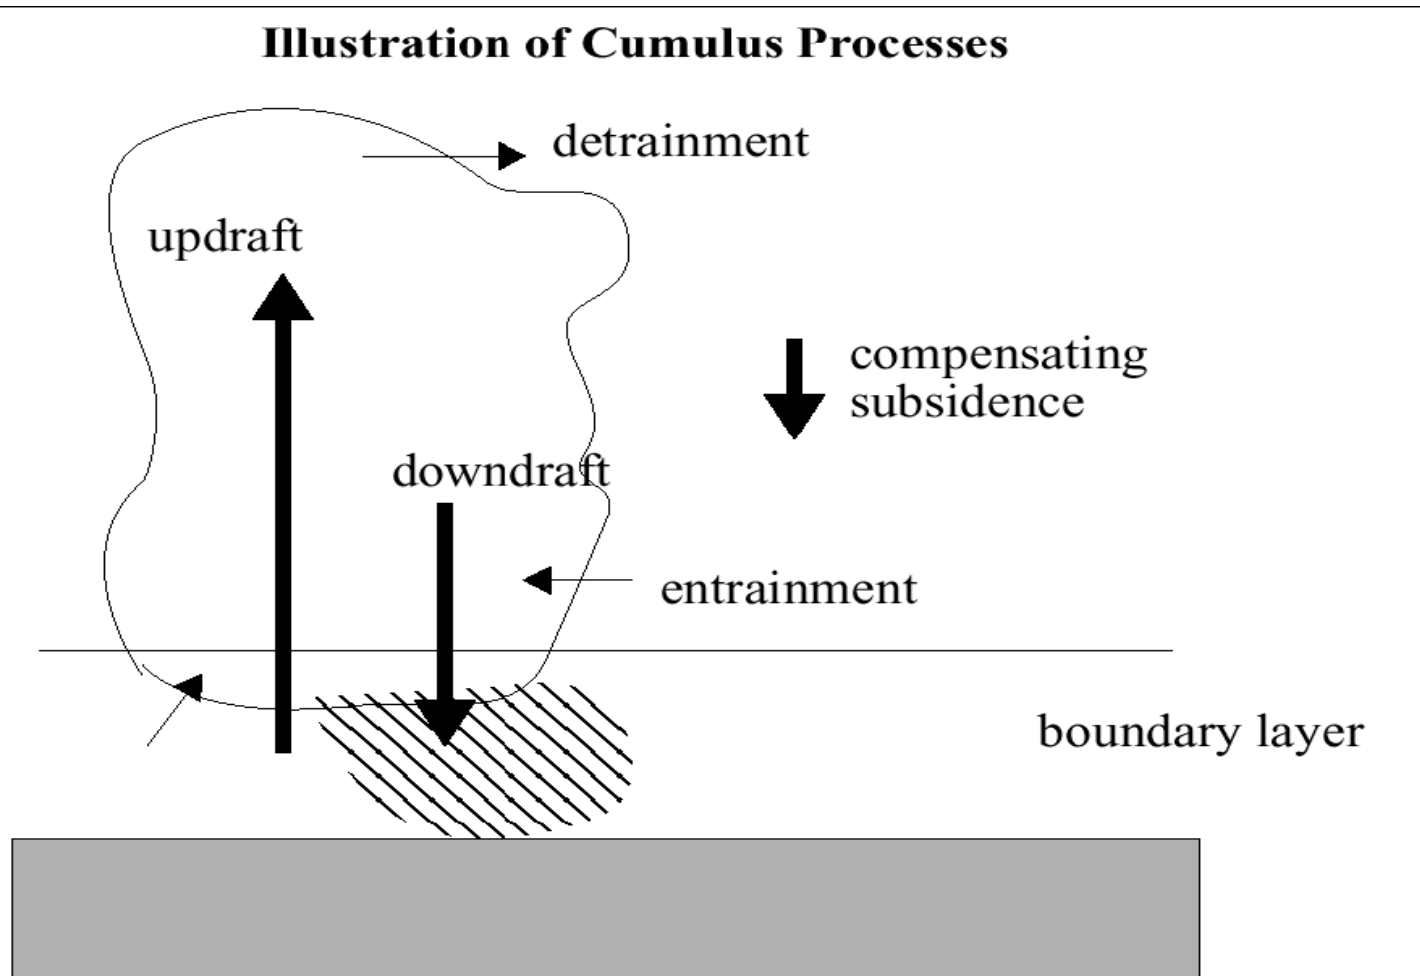 Illustration of Cumulus Processes
detrainment
updraft
compensating
subsidence
downdraft
entrainment
boundary layer